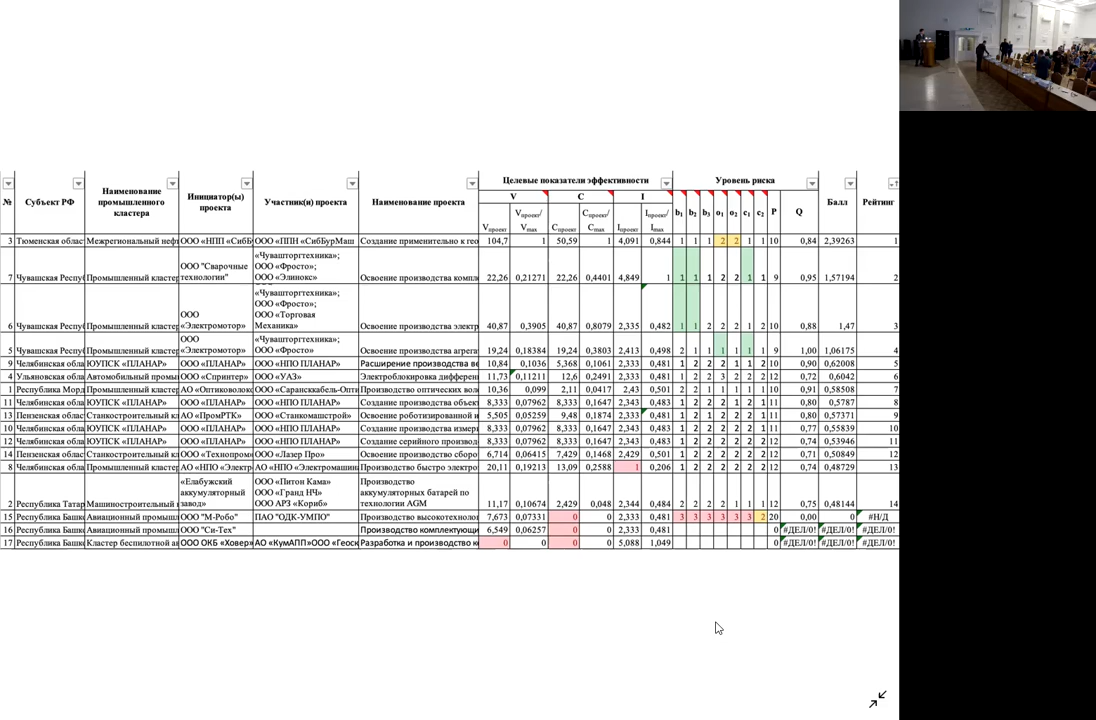 Целевые показатели эффективности Уровень риска
№ Субъект РФ Наименование промышленного кластера Инициатор(ы) проекта Участник(и) проекта Наименование проекта V C I b₁ b₂ b₃ o₁ o₂ c₁ c₂ P Q Балл Рейтинг
Vпроект Vпроект/Vmax Cпроект Cпроект/Cmax Iпроект Iпроект/Imax
3 Тюменская облас Межрегиональный нефт ООО «НПП «СибБ ООО «ППН «СибБурМаш Создание применительно к гео 104,7 1 50,59 1 4,091 0,844 1 1 1 2 2 1 1 10 0,84 2,39263 1
7 Чувашская Респу Промышленный кластер ООО "Сварочные технологии" «Чувашторгтехника»; ООО «Фросто»; ООО «Элинокс» Освоение производства компл 22,26 0,21271 22,26 0,4401 4,849 1 1 1 1 2 2 1 1 9 0,95 1,57194 2
6 Чувашская Респу Промышленный кластер ООО «Электромотор» «Чувашторгтехника»; ООО «Фросто»; ООО «Торговая Механика» Освоение производства электр 40,87 0,3905 40,87 0,8079 2,335 0,482 1 1 2 2 2 1 2 10 0,88 1,47 3
5 Чувашская Респу Промышленный кластер ООО «Электромотор» «Чувашторгтехника»; ООО «Фросто» Освоение производства агрега 19,24 0,18384 19,24 0,3803 2,413 0,498 2 1 1 1 1 1 1 9 1,00 1,06175 4
9 Челябинская обла ЮУПСК «ПЛАНАР» ООО «ПЛАНАР» ООО «НПО ПЛАНАР» Расширение производства ве 10,84 0,1036 5,368 0,1061 2,333 0,481 1 2 2 2 1 2 2 10 0,90 0,62008 5
4 Ульяновская обла Автомобильный промы ООО «Спринтер» ООО «УАЗ» Электроблокировка дифферен 11,73 0,11211 12,6 0,2491 2,333 0,481 1 2 2 3 2 2 2 12 0,72 0,6042 6
1 Республика Морд Промышленный кластер АО «Оптиковолок ООО «Сарансккабель-Опти Производство оптических вол 10,36 0,099 2,11 0,0417 2,43 0,501 1 2 2 2 2 1 2 10 0,91 0,58508 7
11 Челябинская обла ЮУПСК «ПЛАНАР» ООО «ПЛАНАР» ООО «НПО ПЛАНАР» Создание производства объек 8,333 0,07962 8,333 0,1647 2,343 0,483 1 2 2 2 1 2 2 11 0,80 0,5787 8
13 Пензенская облас Станкостроительный кл АО «ПромРТК» ООО «Станкомашстрой» Освоение роботизированной и 5,505 0,05259 9,48 0,1874 2,333 0,481 1 2 2 2 2 1 2 11 0,80 0,57371 9
10 Челябинская обла ЮУПСК «ПЛАНАР» ООО «ПЛАНАР» ООО «НПО ПЛАНАР» Создание производства измер 8,333 0,07962 8,333 0,1647 2,343 0,483 1 2 2 2 1 2 2 11 0,77 0,55839 10
12 Челябинская обла ЮУПСК «ПЛАНАР» ООО «ПЛАНАР» ООО «НПО ПЛАНАР» Создание серийного производ 8,333 0,07962 8,333 0,1647 2,343 0,483 1 2 2 2 2 2 2 12 0,74 0,53946 11
14 Пензенская облас Станкостроительный кл ООО «Технопром» ООО «Лазер Про» Освоение производства сборо 6,714 0,06415 7,429 0,1468 2,429 0,501 1 2 2 2 2 2 2 12 0,71 0,50849 12
8 Челябинская обла Промышленный кластер АО «НПО «Электр АО «НПО «Электромашин Производство быстро электро 20,11 0,19213 13,09 0,2588 1 0,206 1 2 2 2 2 2 2 12 0,74 0,48729 13
2 Республика Татар Машиностроительный к «Елабужский аккумуляторный завод» ООО «Питон Кама» ООО «Гранд НЧ» ООО АРЗ «Кориб» Производство аккумуляторных батарей по технологии AGM 11,17 0,10674 2,429 0,048 2,344 0,484 2 2 2 2 1 1 1 12 0,75 0,48144 14
15 Республика Башко Авиационный промышл ООО "М-Робо" ПАО "ОДК-УМПО" Производство высокотехнолог 7,673 0,07331 0 0 2,333 0,481 3 3 3 3 3 3 2 20 0,00 0 #Н/Д
16 Республика Башко Авиационный промышл ООО "Си-Тех" Производство комплектующи 6,549 0,06257 0 0 2,333 0,481 0 #ДЕЛ/0! #ДЕЛ/0! #ДЕЛ/0!
17 Республика Башко Кластер беспилотной ав ООО ОКБ «Ховер» АО «КумАПП»ООО «Геоск Разработка и производство к 0 0 0 0 5,088 1,049 0 #ДЕЛ/0! #ДЕЛ/0! #ДЕЛ/0!